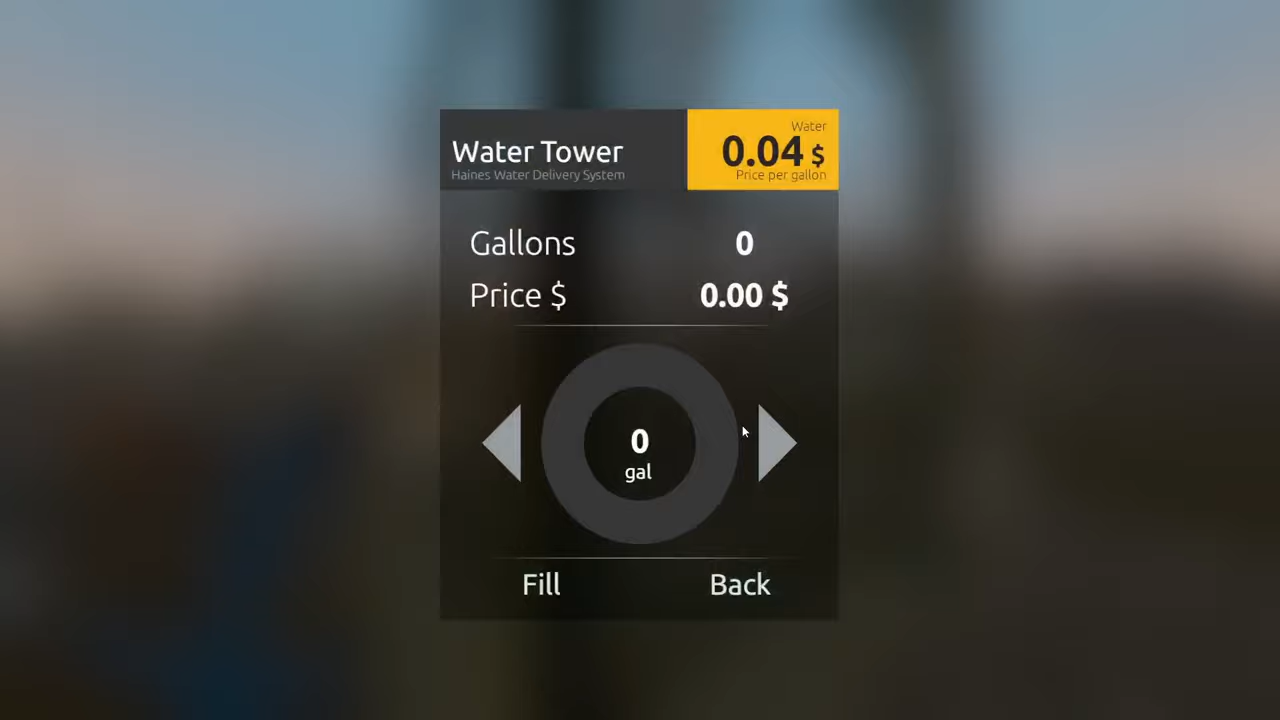 Water Tower
Haines Water Delivery System
Water
0.04 $
Price per gallon
Gallons 0
Price $ 0.00 $
0
gal
Fill Back